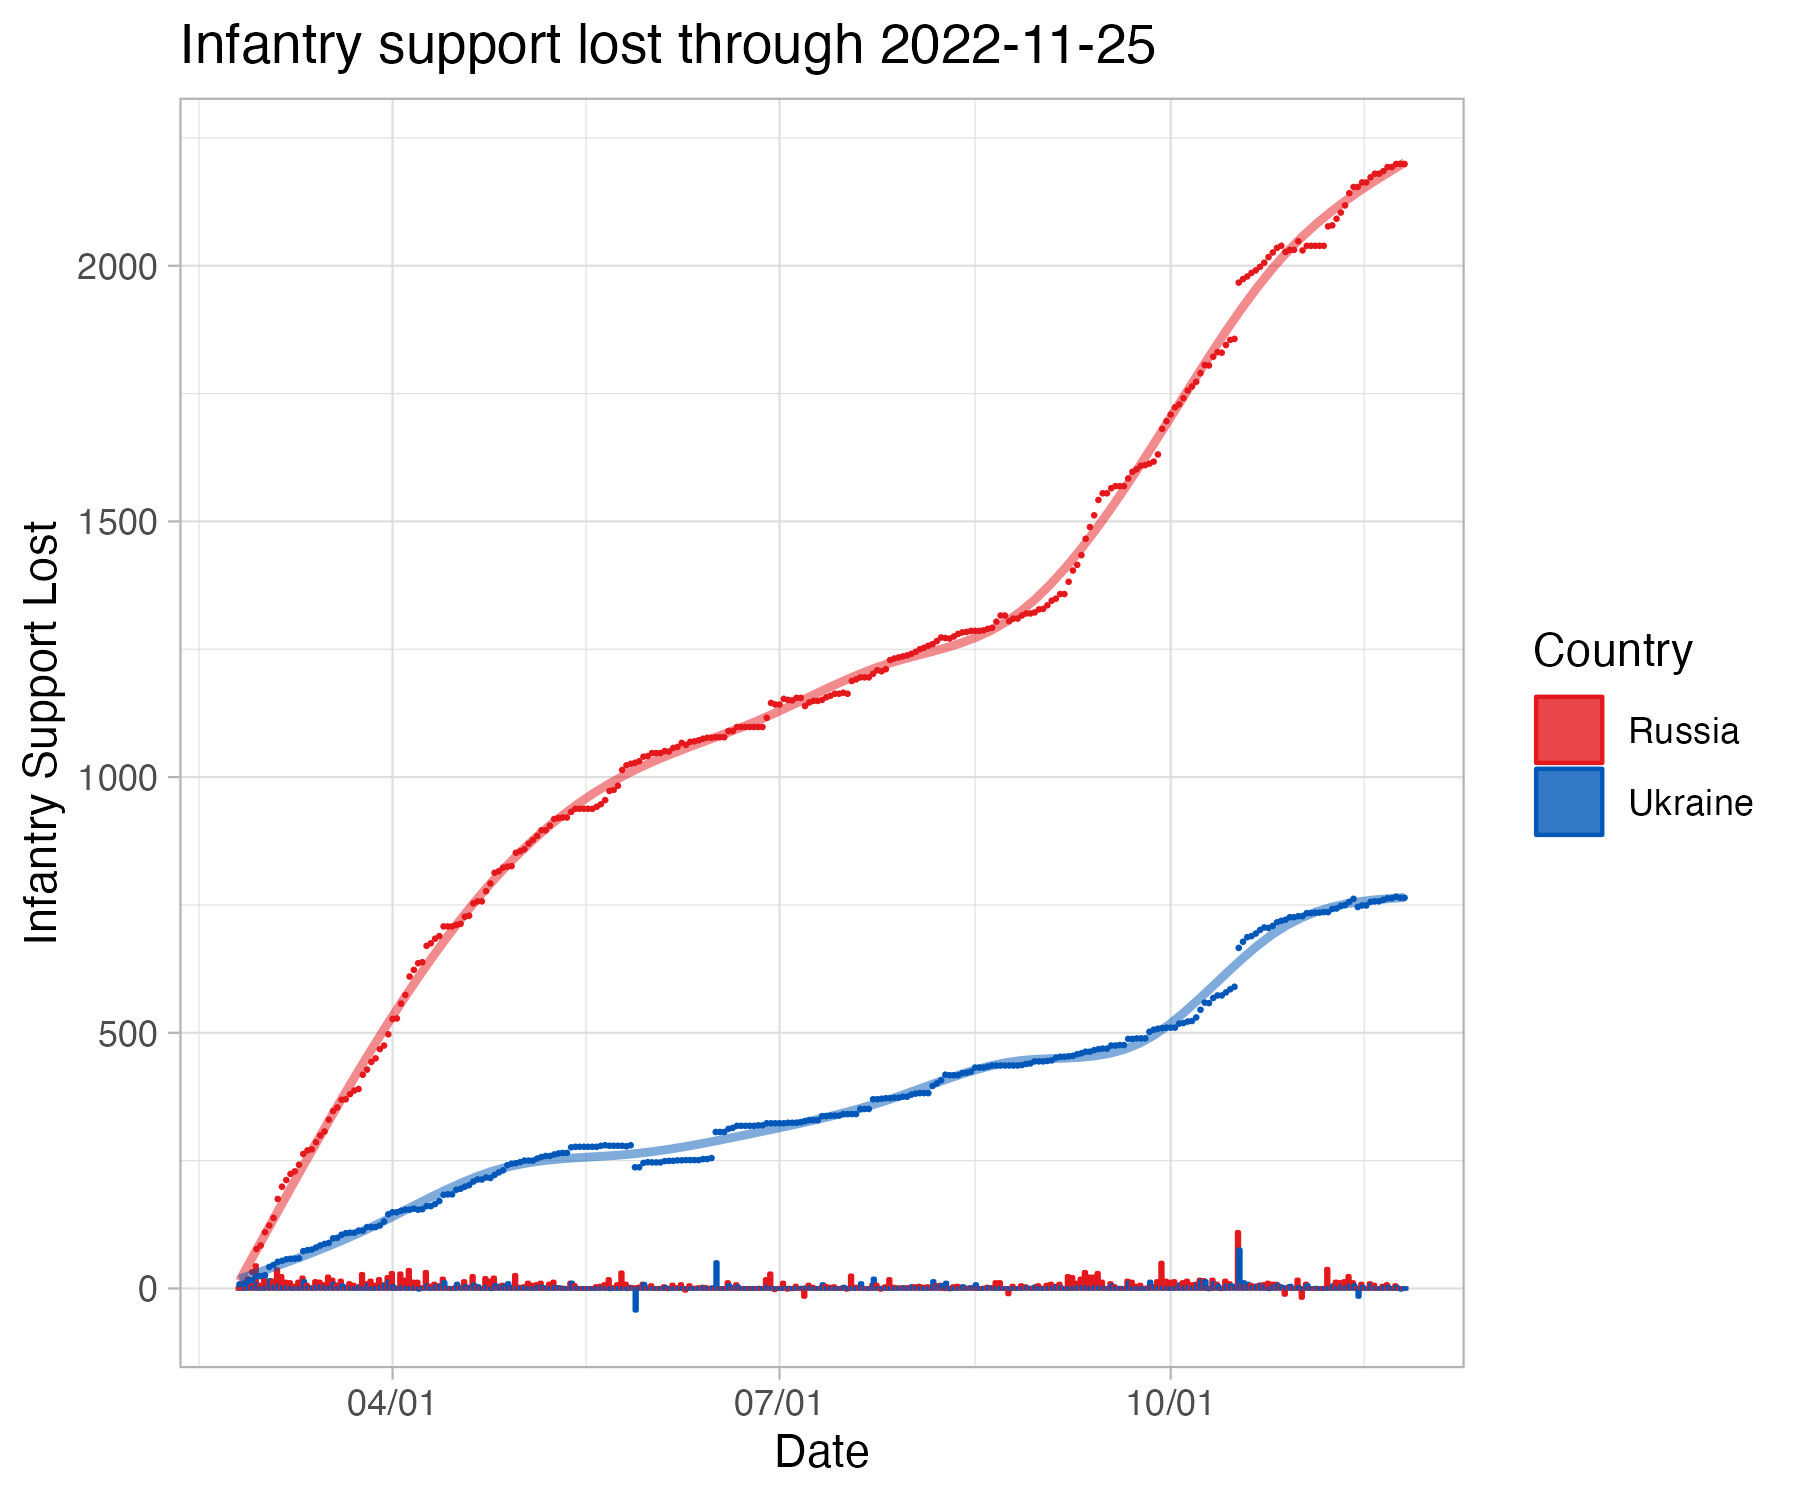 Infantry support lost through 2022-11-25
Infantry Support Lost
2000
1500
1000
500
0
04/01
07/01
10/01
Date
Country
Russia
Ukraine